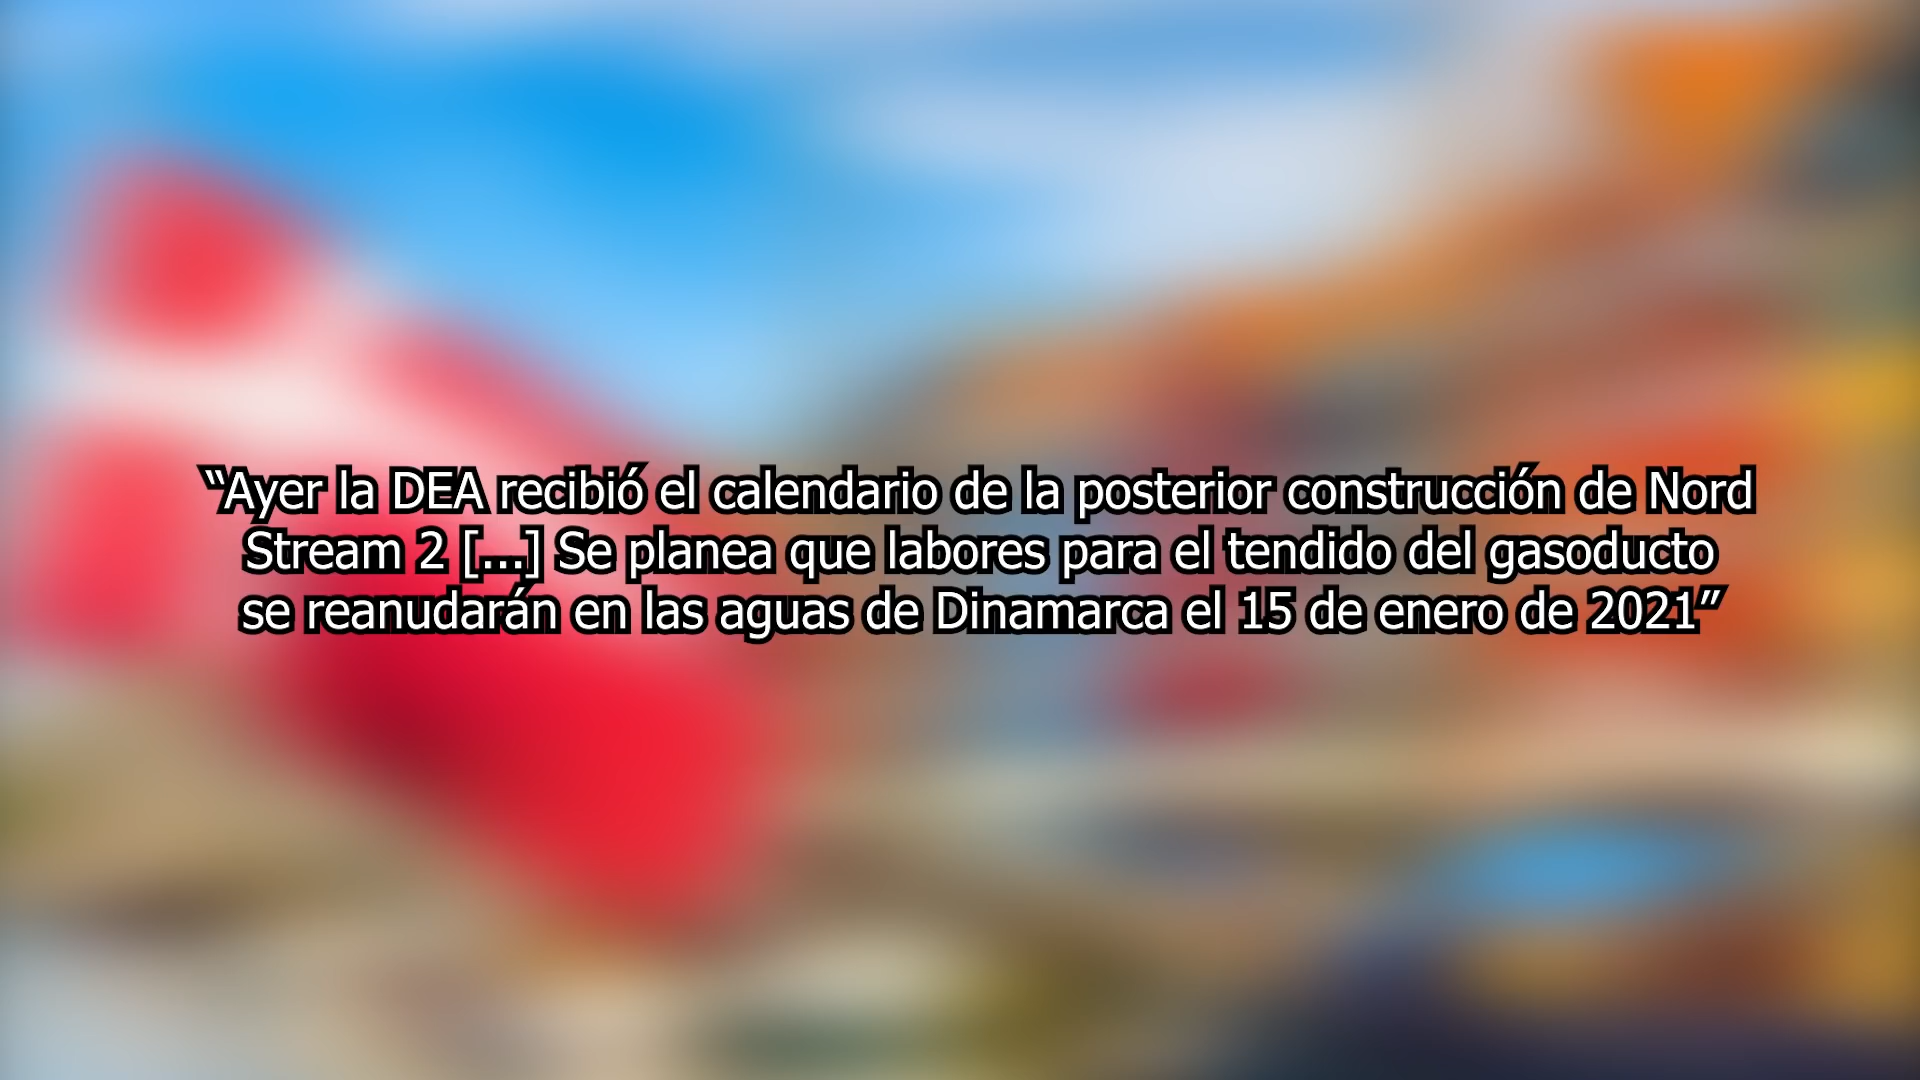 “Ayer la DEA recibió el calendario de la posterior construcción de Nord
Stream 2 [...] Se planea que labores para el tendido del gasoducto
se reanudarán en las aguas de Dinamarca el 15 de enero de 2021”